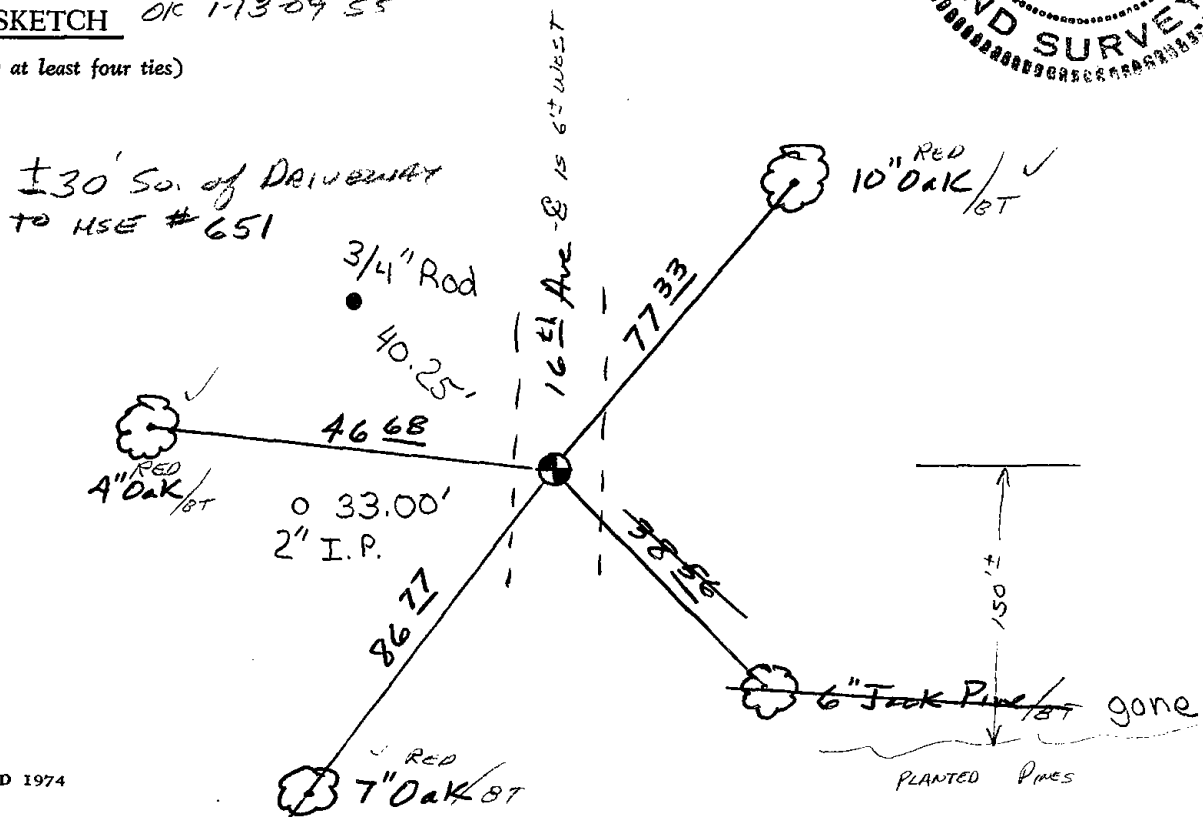 SKETCH OK 1-13-09 SS
at least four ties)
ND SURVEY
±30' So. of DRIVEWAY
TO HSE #651
16th Ave ℄ IS 6'± WEST
10" RED OAK/BT ✓
3/4" Rod
40.25'
77 33
46 68
4" RED OAK/BT ✓
33.00'
2" I.P.
38 56
150'±
86 77
6" Jack Pine/BT gone
7" RED OAK/BT ✓
PLANTED PINES
D 1974